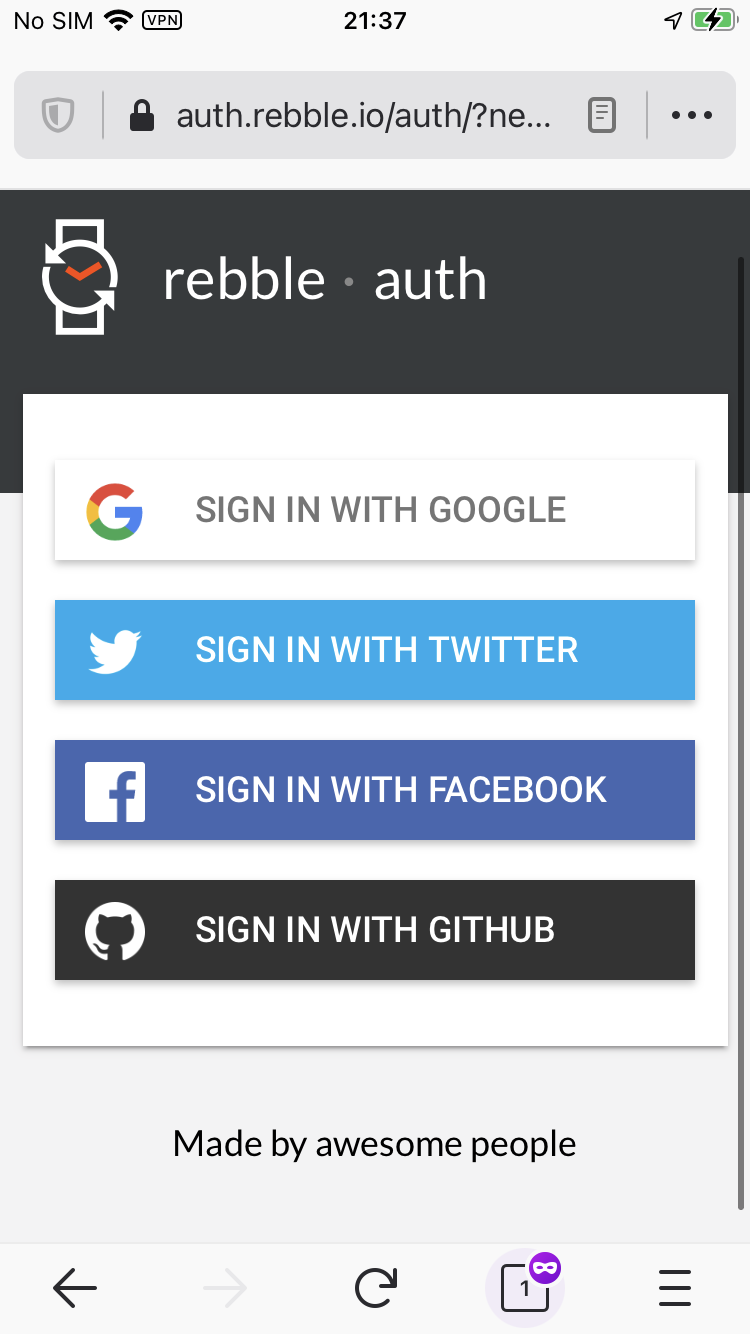 No SIM VPN 21:37
auth.rebble.io/auth/?ne...
rebble · auth
SIGN IN WITH GOOGLE
SIGN IN WITH TWITTER
SIGN IN WITH FACEBOOK
SIGN IN WITH GITHUB
Made by awesome people
1